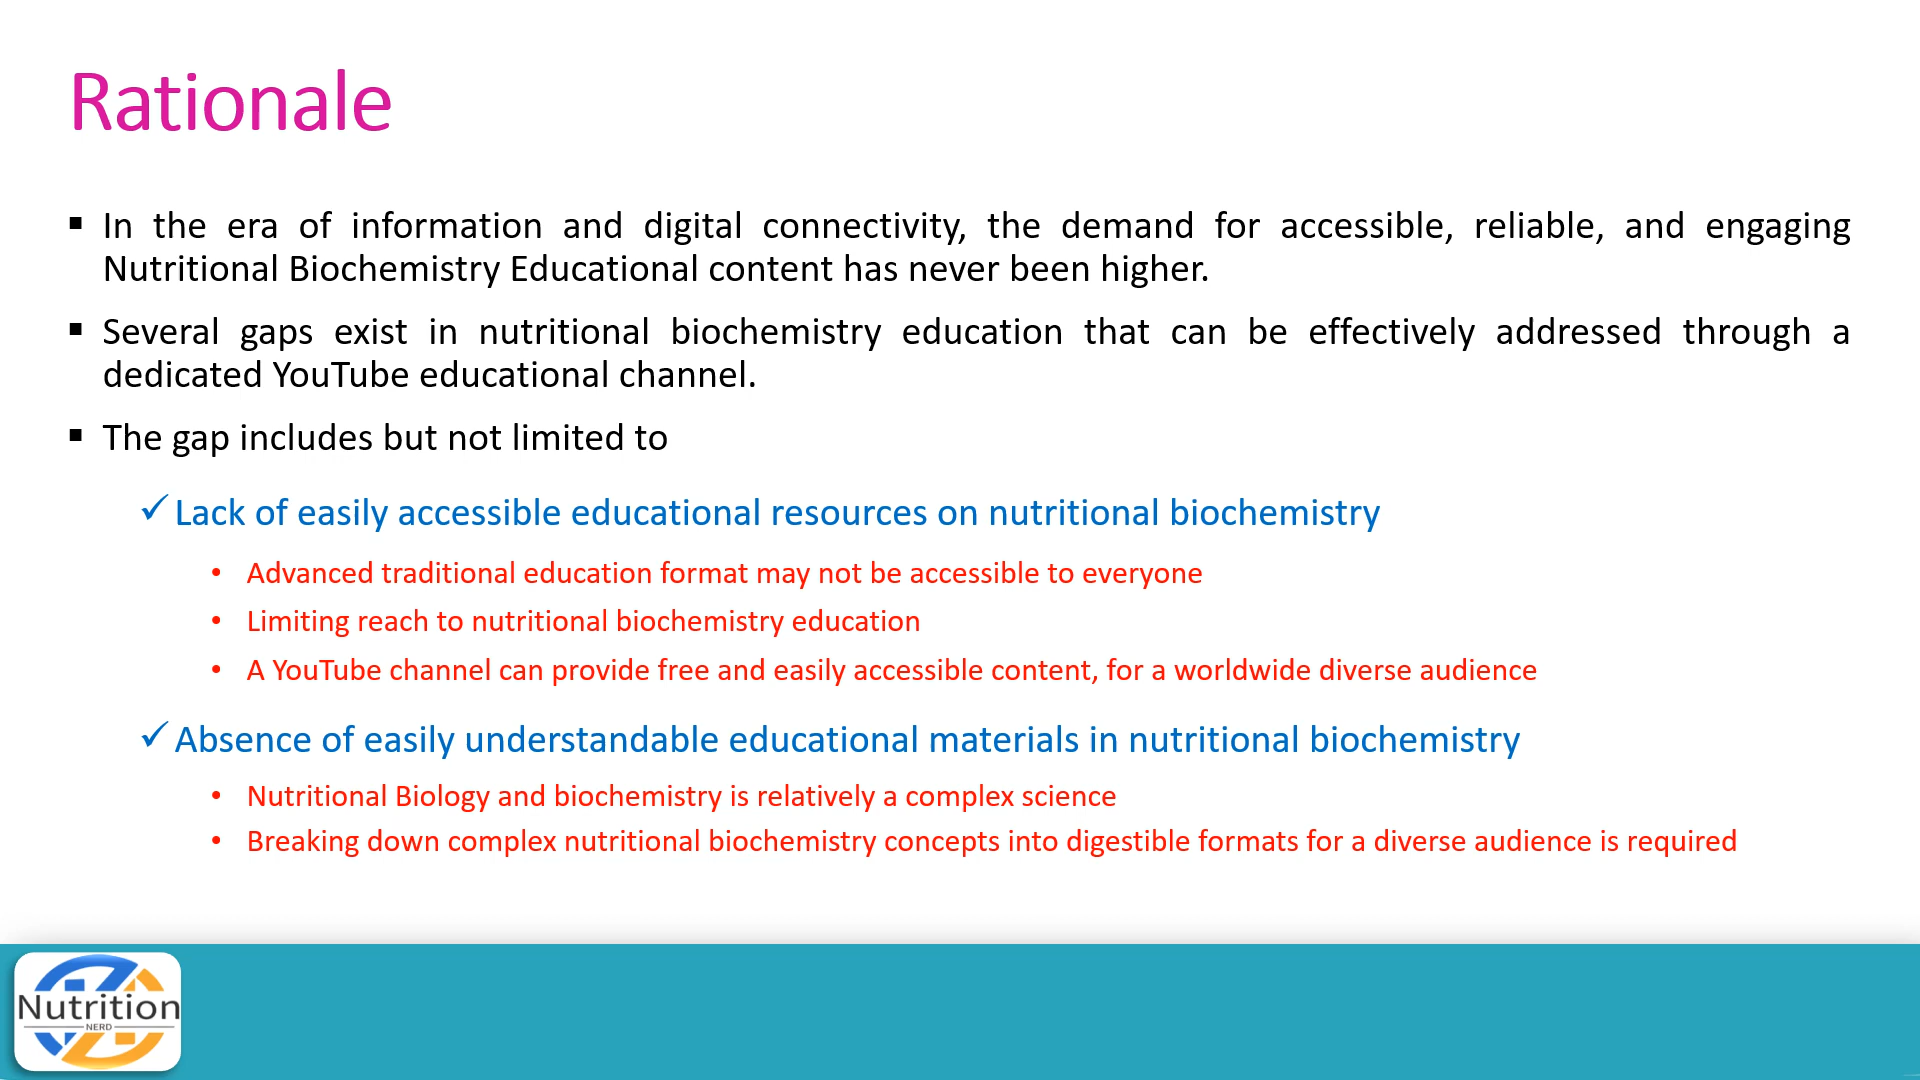 Rationale
▪ In the era of information and digital connectivity, the demand for accessible, reliable, and engaging
Nutritional Biochemistry Educational content has never been higher.
▪ Several gaps exist in nutritional biochemistry education that can be effectively addressed through a
dedicated YouTube educational channel.
▪ The gap includes but not limited to
✓ Lack of easily accessible educational resources on nutritional biochemistry
• Advanced traditional education format may not be accessible to everyone
• Limiting reach to nutritional biochemistry education
• A YouTube channel can provide free and easily accessible content, for a worldwide diverse audience
✓ Absence of easily understandable educational materials in nutritional biochemistry
• Nutritional Biology and biochemistry is relatively a complex science
• Breaking down complex nutritional biochemistry concepts into digestible formats for a diverse audience is required
Nutrition
NERD